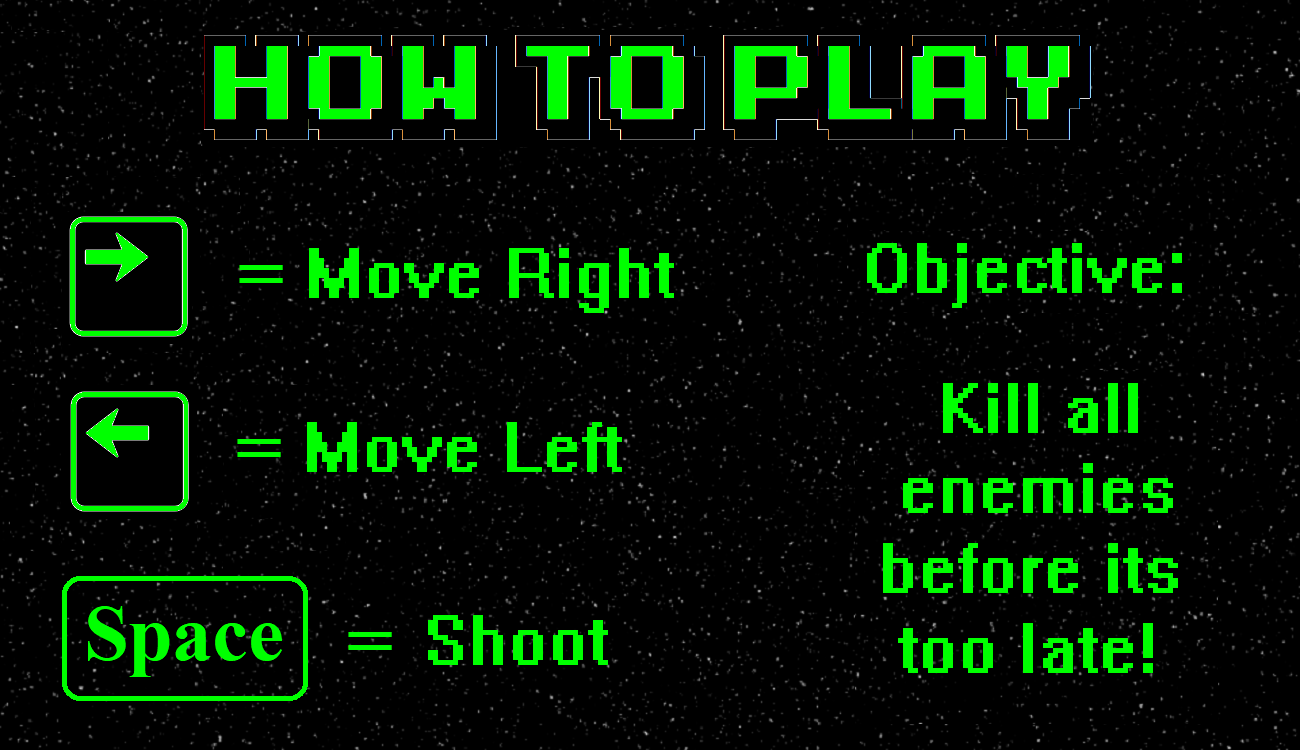 HOW TO PLAY
= Move Right
= Move Left
Space = Shoot
Objective:
Kill all
enemies
before its
too late!